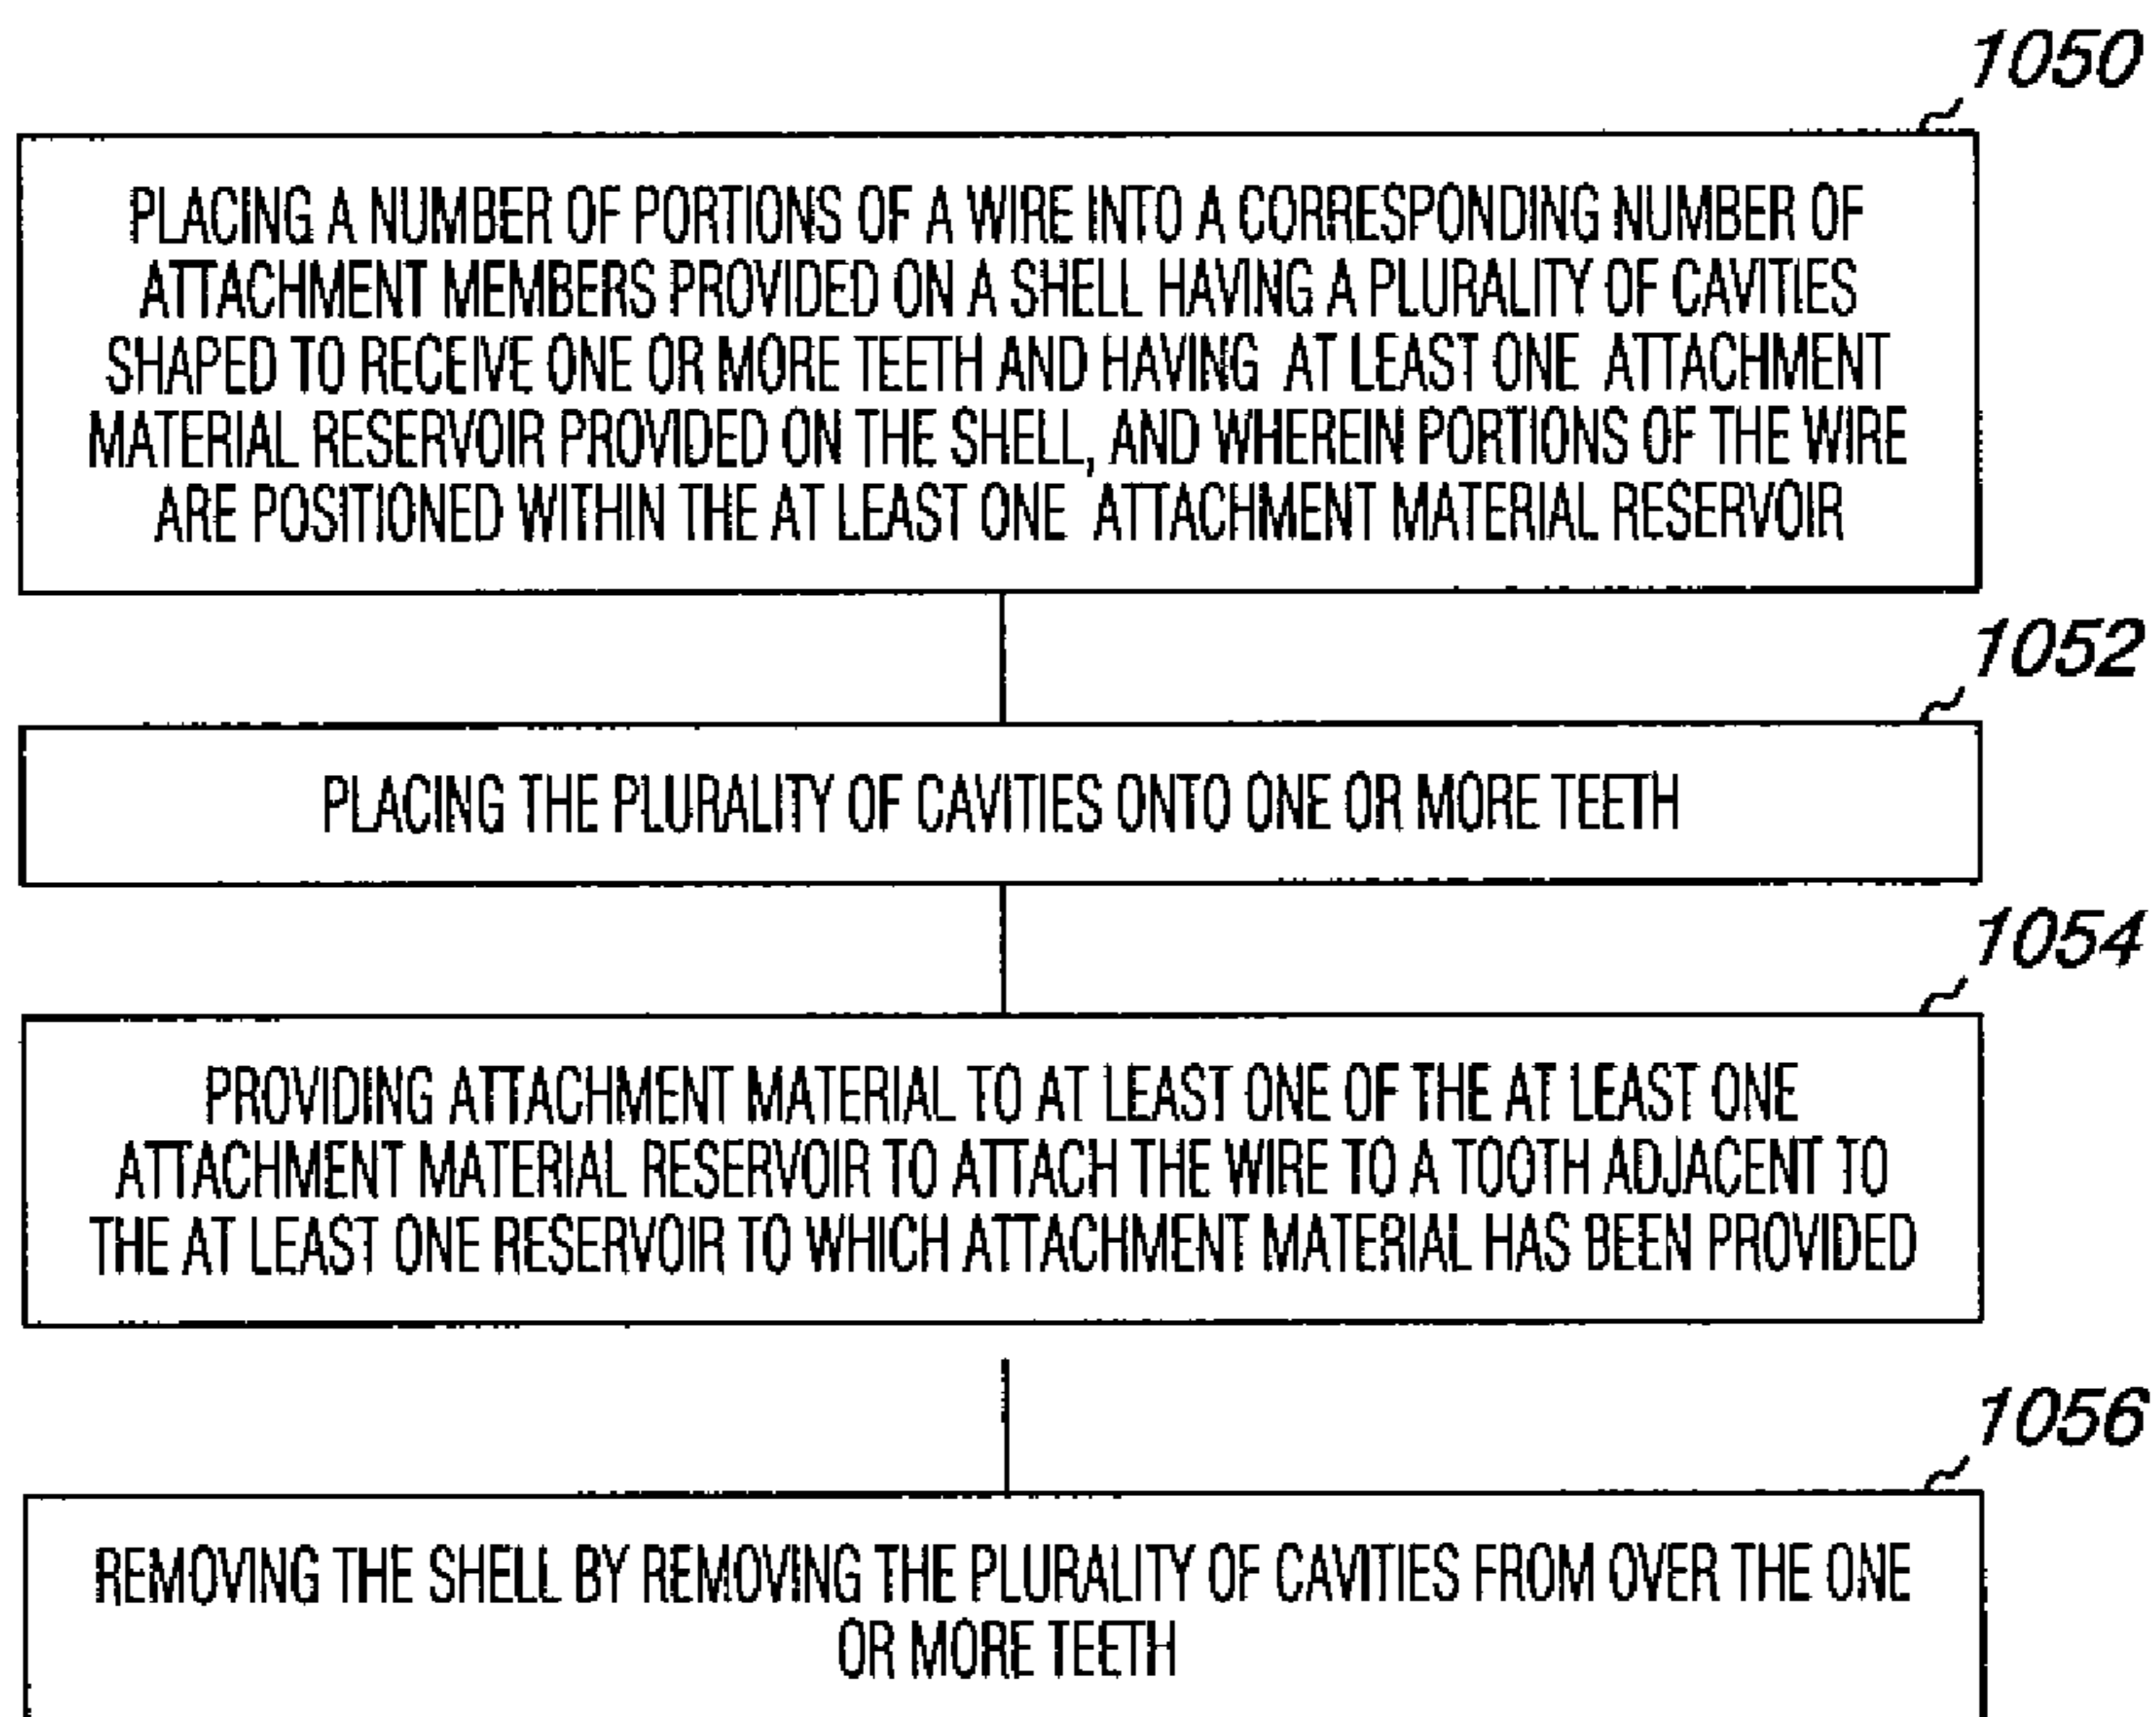 1050
PLACING A NUMBER OF PORTIONS OF A WIRE INTO A CORRESPONDING NUMBER OF
ATTACHMENT MEMBERS PROVIDED ON A SHELL HAVING A PLURALITY OF CAVITIES
SHAPED TO RECEIVE ONE OR MORE TEETH AND HAVING AT LEAST ONE ATTACHMENT
MATERIAL RESERVOIR PROVIDED ON THE SHELL, AND WHEREIN PORTIONS OF THE WIRE
ARE POSITIONED WITHIN THE AT LEAST ONE ATTACHMENT MATERIAL RESERVOIR
1052
PLACING THE PLURALITY OF CAVITIES ONTO ONE OR MORE TEETH
1054
PROVIDING ATTACHMENT MATERIAL TO AT LEAST ONE OF THE AT LEAST ONE
ATTACHMENT MATERIAL RESERVOIR TO ATTACH THE WIRE TO A TOOTH ADJACENT TO
THE AT LEAST ONE RESERVOIR TO WHICH ATTACHMENT MATERIAL HAS BEEN PROVIDED
1056
REMOVING THE SHELL BY REMOVING THE PLURALITY OF CAVITIES FROM OVER THE ONE
OR MORE TEETH